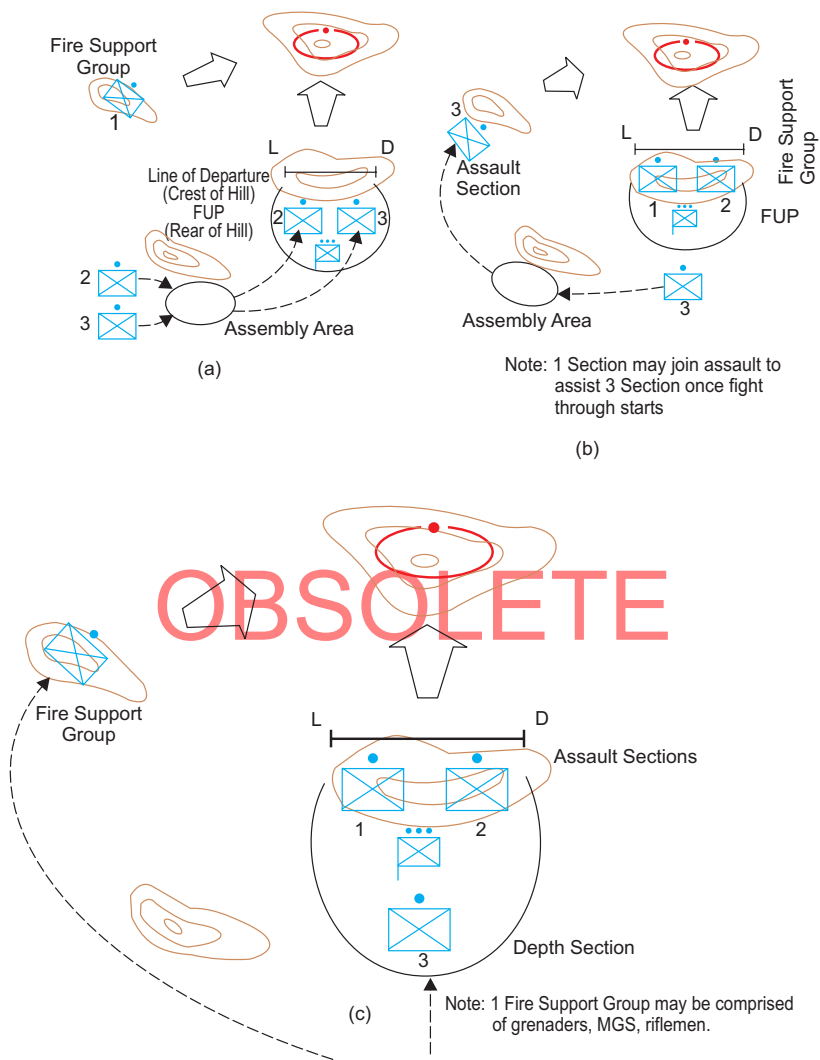 Fire Support
Group
1
L D
Line of Departure
(Crest of Hill)
FUP
(Rear of Hill)
2 3
2
3
Assembly Area
(a)
3
Assault
Section
L D
Fire Support
Group
1 2
FUP
3
Assembly Area
Note: 1 Section may join assault to
assist 3 Section once fight
through starts
(b)
OBSOLETE
Fire Support
Group
L D
Assault Sections
1 2
3
Depth Section
(c)
Note: 1 Fire Support Group may be comprised
of grenaders, MGS, riflemen.